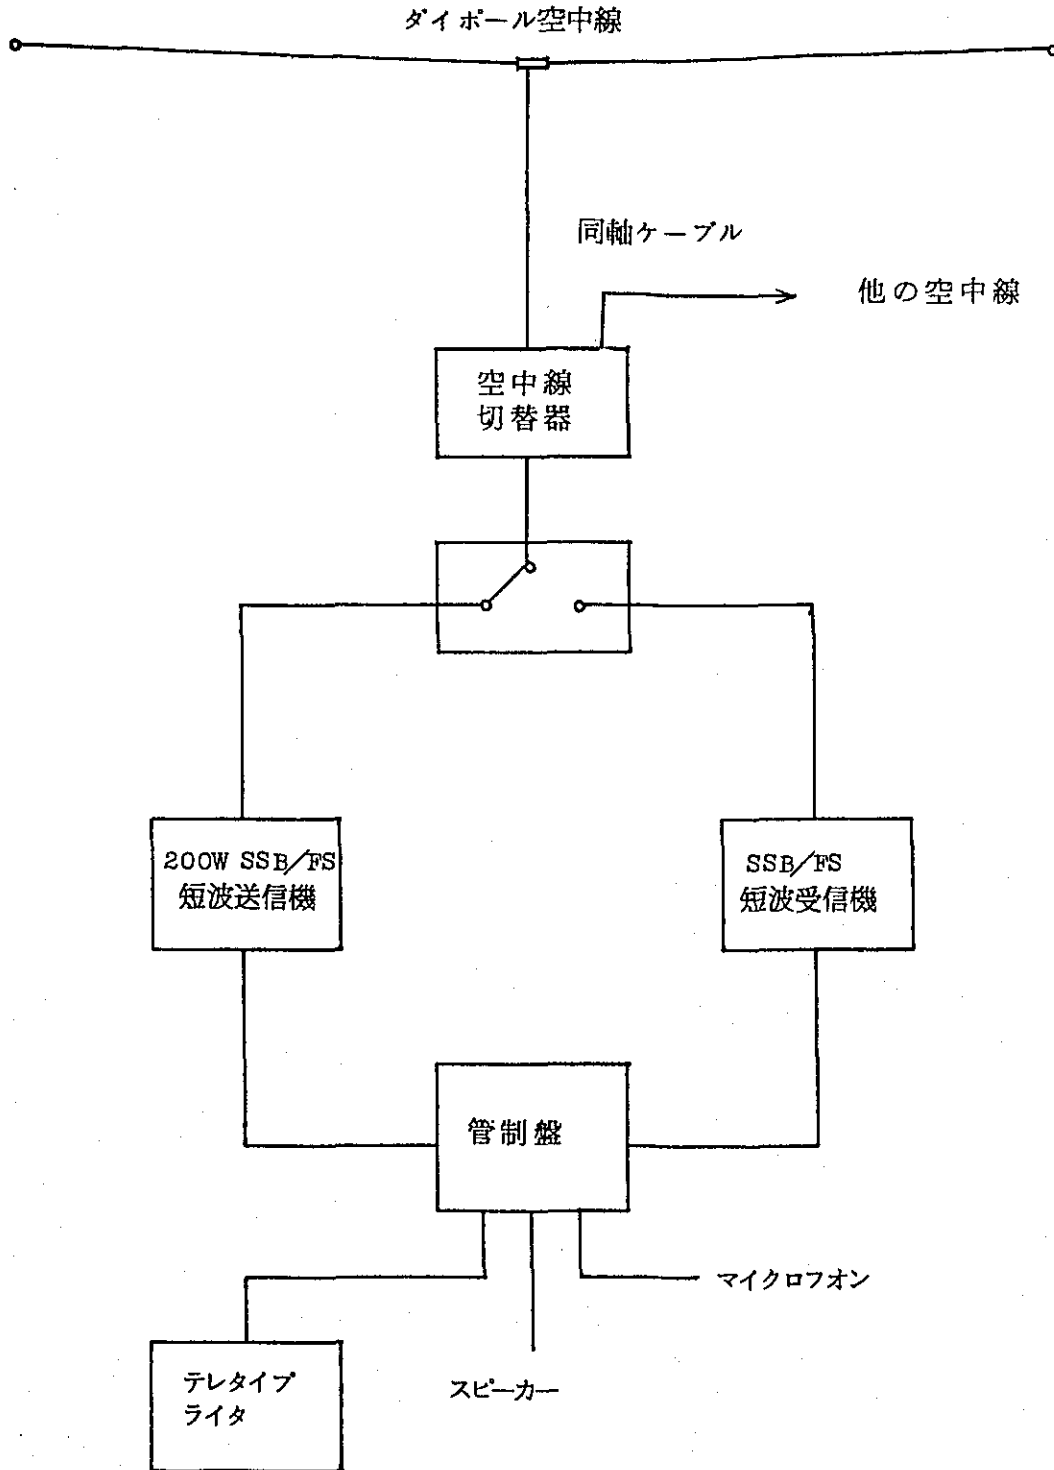 ダイポール空中線
同軸ケーブル
他の空中線
空中線
切替器
200W SSB/FS
短波送信機
SSB/FS
短波受信機
管制盤
マイクロフオン
スピーカー
テレタイプ
ライタ